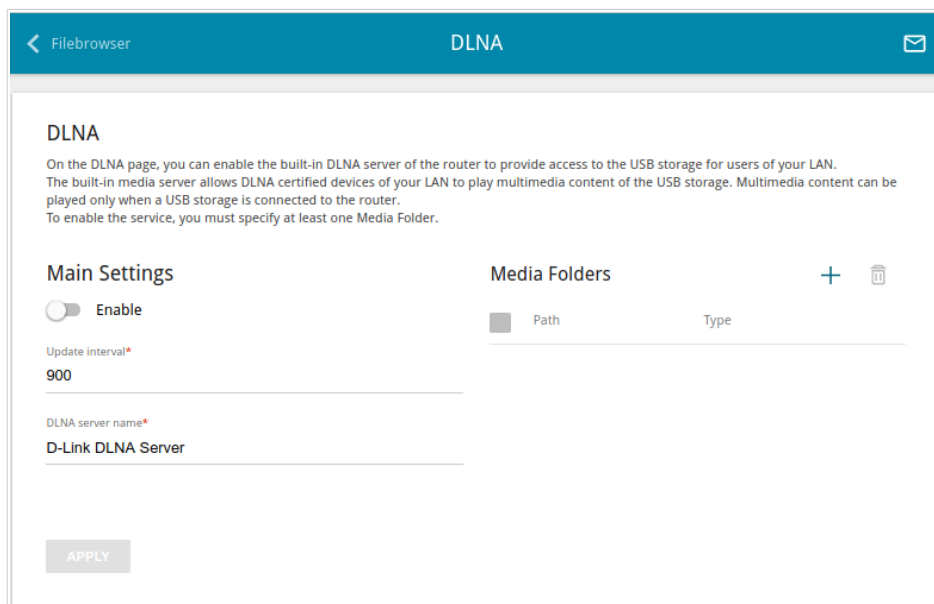 Filebrowser
DLNA
DLNA
On the DLNA page, you can enable the built-in DLNA server of the router to provide access to the USB storage for users of your LAN.
The built-in media server allows DLNA certified devices of your LAN to play multimedia content of the USB storage. Multimedia content can be
played only when a USB storage is connected to the router.
To enable the service, you must specify at least one Media Folder.
Main Settings
Enable
Update interval*
900
DLNA server name*
D-Link DLNA Server
APPLY
Media Folders
Path Type